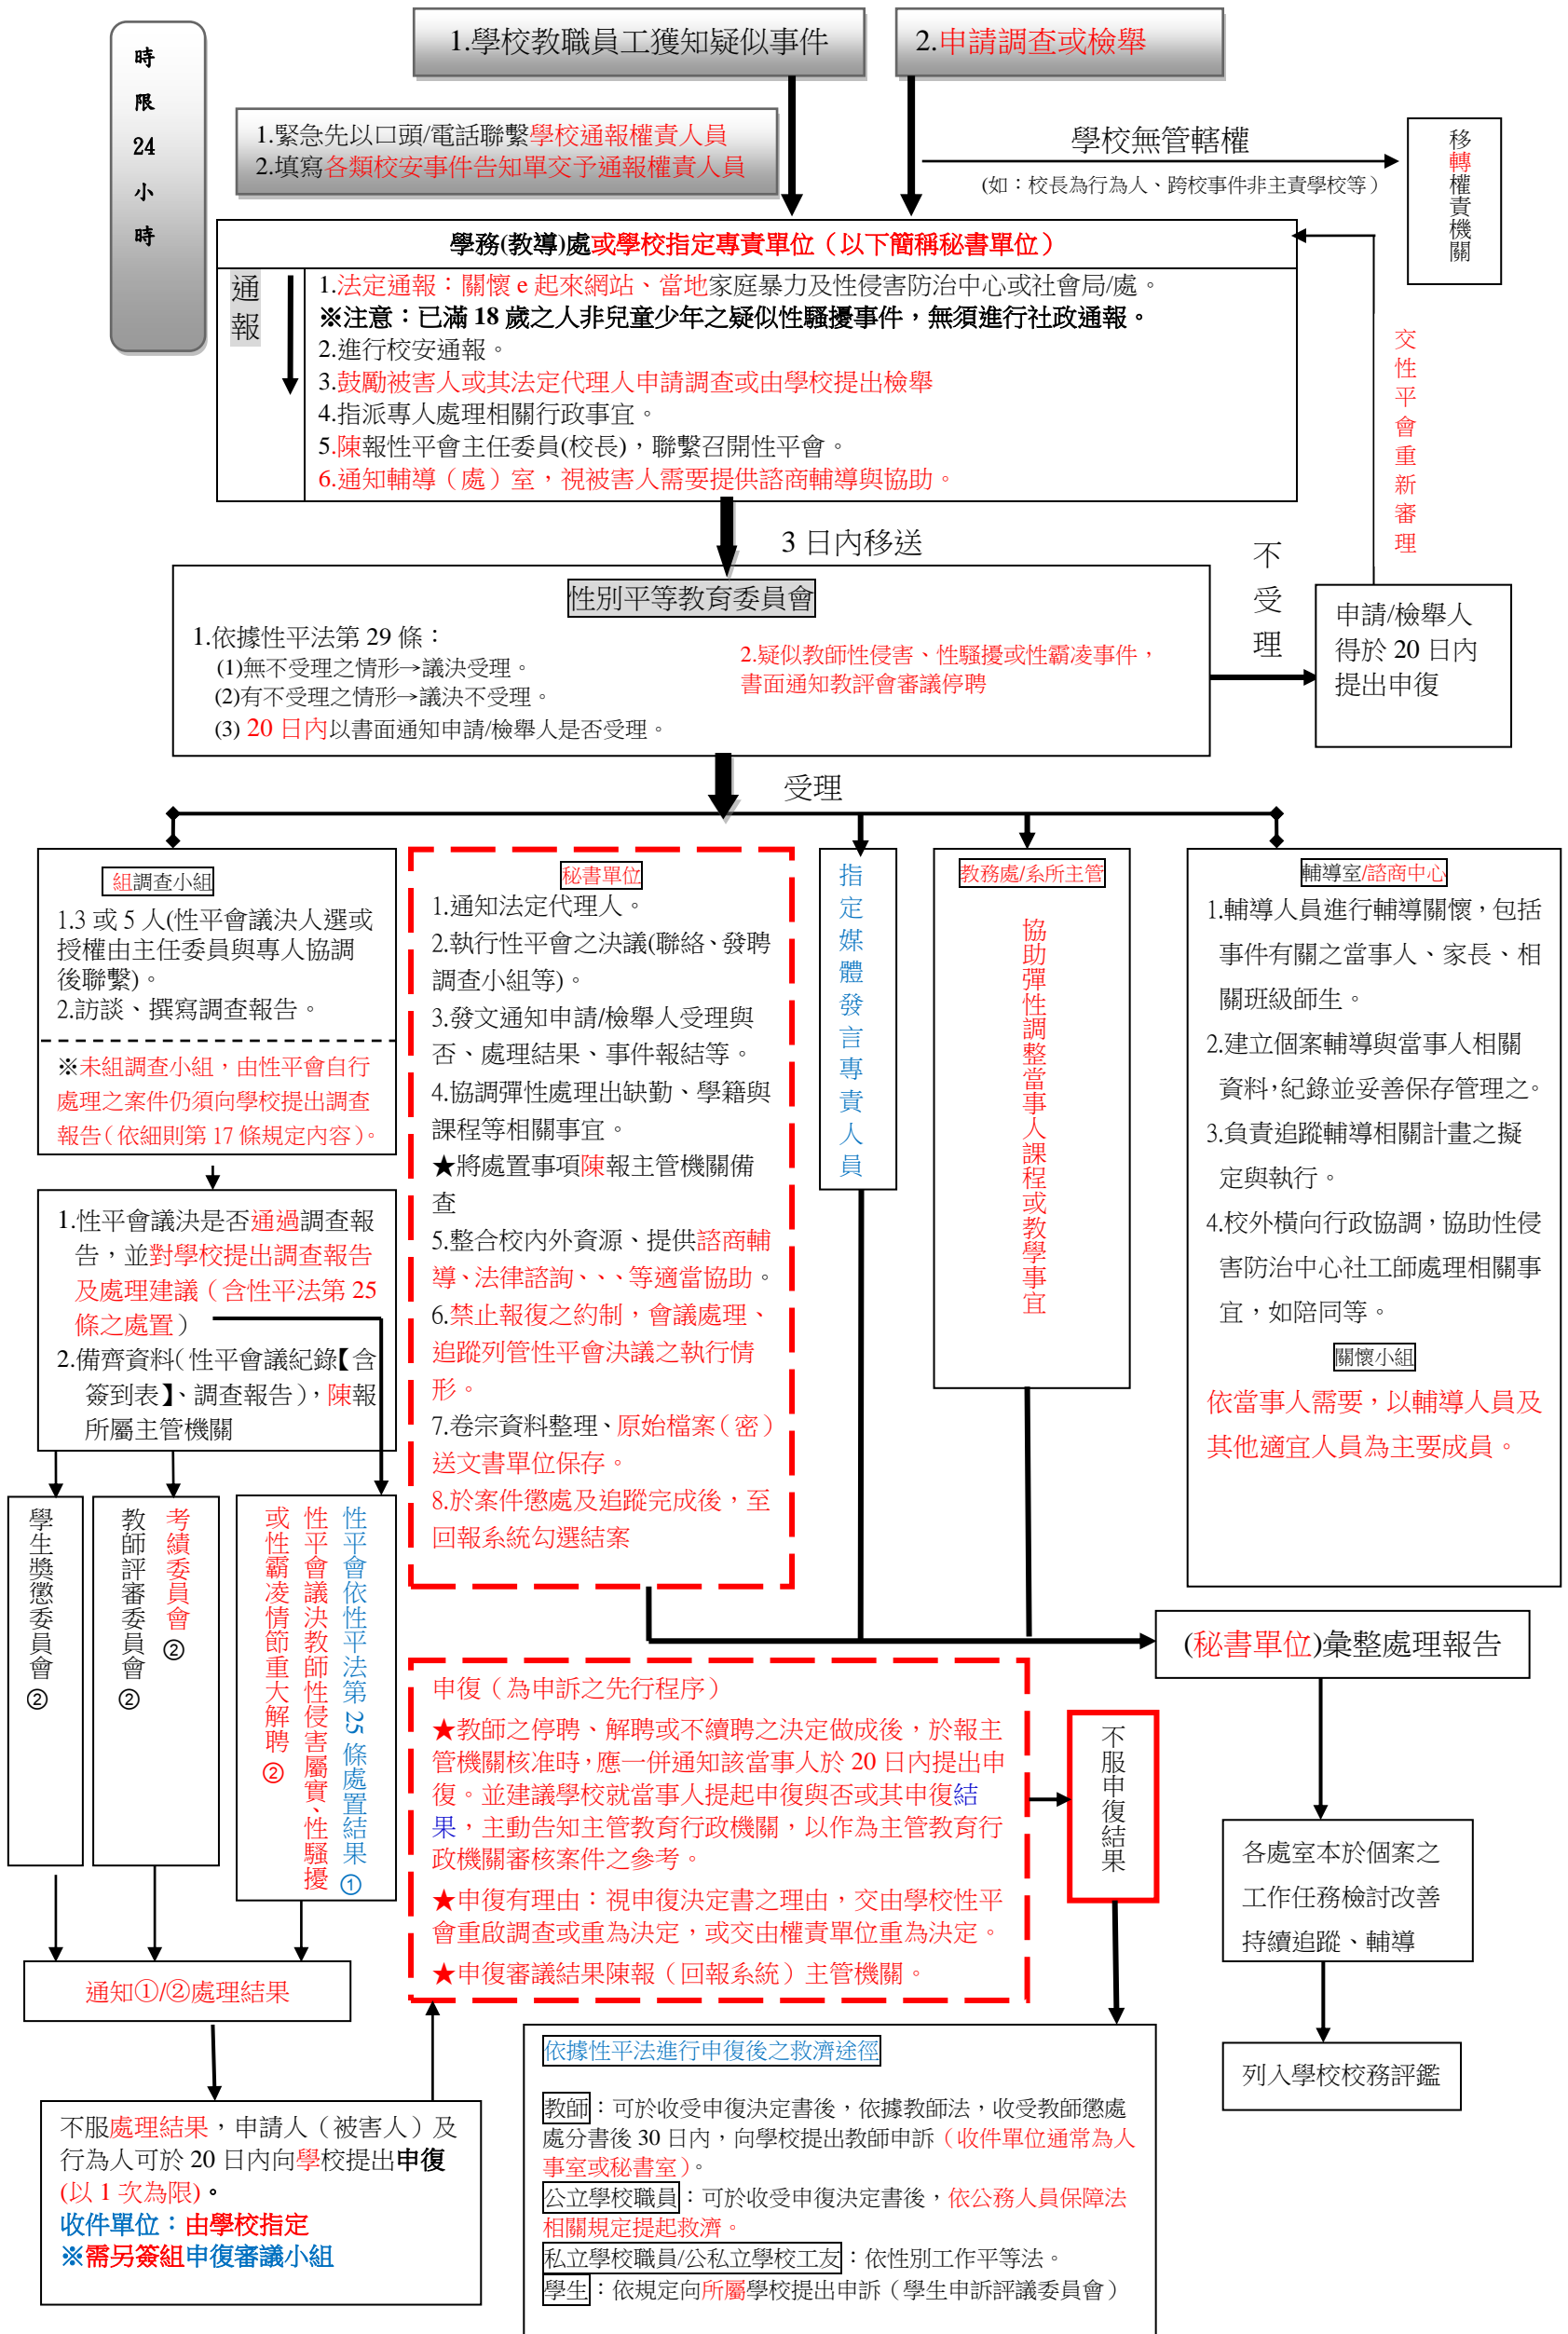 時
限
24
小
時
1.學校教職員工獲知疑似事件
2.申請調查或檢舉
1.緊急先以口頭/電話聯繫學校通報權責人員
2.填寫各類校安事件告知單交予通報權責人員
學校無管轄權
(如：校長為行為人、跨校事件非主責學校等)
移轉權責機關
學務(教導)處或學校指定專責單位（以下簡稱秘書單位）
通報
1.法定通報：關懷 e 起來網站、當地家庭暴力及性侵害防治中心或社會局/處。
※注意：已滿 18 歲之人非兒童少年之疑似性騷擾事件，無須進行社政通報。
2.進行校安通報。
3.鼓勵被害人或其法定代理人申請調查或由學校提出檢舉
4.指派專人處理相關行政事宜。
5.陳報性平會主任委員(校長)，聯繫召開性平會。
6.通知輔導（處）室，視被害人需要提供諮商輔導與協助。
交性平會重新審理
3 日內移送
性別平等教育委員會
1.依據性平法第 29 條：
(1)無不受理之情形→議決受理。
(2)有不受理之情形→議決不受理。
(3) 20 日內以書面通知申請/檢舉人是否受理。
2.疑似教師性侵害、性騷擾或性霸凌事件，
書面通知教評會審議停聘
不受理
申請/檢舉人
得於 20 日內
提出申復
受理
組調查小組
1.3 或 5 人(性平會議決人選或
授權由主任委員與專人協調
後聯繫)。
2.訪談、撰寫調查報告。
※未組調查小組，由性平會自行
處理之案件仍須向學校提出調查
報告（依細則第 17 條規定內容）。
秘書單位
1.通知法定代理人。
2.執行性平會之決議(聯絡、發聘
調查小組等)。
3.發文通知申請/檢舉人受理與
否、處理結果、事件報結等。
4.協調彈性處理出缺勤、學籍與
課程等相關事宜。
★將處置事項陳報主管機關備
查
5.整合校內外資源、提供諮商輔
導、法律諮詢、、、等適當協助。
6.禁止報復之約制，會議處理、
追蹤列管性平會決議之執行情
形。
7.卷宗資料整理、原始檔案（密）
送文書單位保存。
8.於案件懲處及追蹤完成後，至
回報系統勾選結案
指定媒體發言專責人員
教務處/系所主管
協助彈性調整當事人課程或教學事宜
輔導室/諮商中心
1.輔導人員進行輔導關懷，包括
事件有關之當事人、家長、相
關班級師生。
2.建立個案輔導與當事人相關
資料，紀錄並妥善保存管理之。
3.負責追蹤輔導相關計畫之擬
定與執行。
4.校外橫向行政協調，協助性侵
害防治中心社工師處理相關事
宜，如陪同等。
關懷小組
依當事人需要，以輔導人員及
其他適宜人員為主要成員。
1.性平會議決是否通過調查報
告，並對學校提出調查報告
及處理建議（含性平法第 25
條之處置）
2.備齊資料（性平會議紀錄【含
簽到表】、調查報告），陳報
所屬主管機關
學生獎懲委員會②
考績委員會②
教師評審委員會②
性平會依性平法第 25 條處置結果①
性平會議決教師性侵害屬實、性騷擾
或性霸凌情節重大解聘②
(秘書單位)彙整處理報告
申復（為申訴之先行程序）
★教師之停聘、解聘或不續聘之決定做成後，於報主
管機關核准時，應一併通知該當事人於 20 日內提出申
復。並建議學校就當事人提起申復與否或其申復結
果，主動告知主管教育行政機關，以作為主管教育行
政機關審核案件之參考。
★申復有理由：視申復決定書之理由，交由學校性平
會重啟調查或重為決定，或交由權責單位重為決定。
★申復審議結果陳報（回報系統）主管機關。
不服申復結果
各處室本於個案之
工作任務檢討改善
持續追蹤、輔導
通知①/②處理結果
列入學校校務評鑑
不服處理結果，申請人（被害人）及
行為人可於 20 日內向學校提出申復
(以 1 次為限)。
收件單位：由學校指定
※需另簽組申復審議小組
依據性平法進行申復後之救濟途徑
教師：可於收受申復決定書後，依據教師法，收受教師懲處
處分書後 30 日內，向學校提出教師申訴（收件單位通常為人
事室或秘書室）。
公立學校職員：可於收受申復決定書後，依公務人員保障法
相關規定提起救濟。
私立學校職員/公私立學校工友：依性別工作平等法。
學生：依規定向所屬學校提出申訴（學生申訴評議委員會）